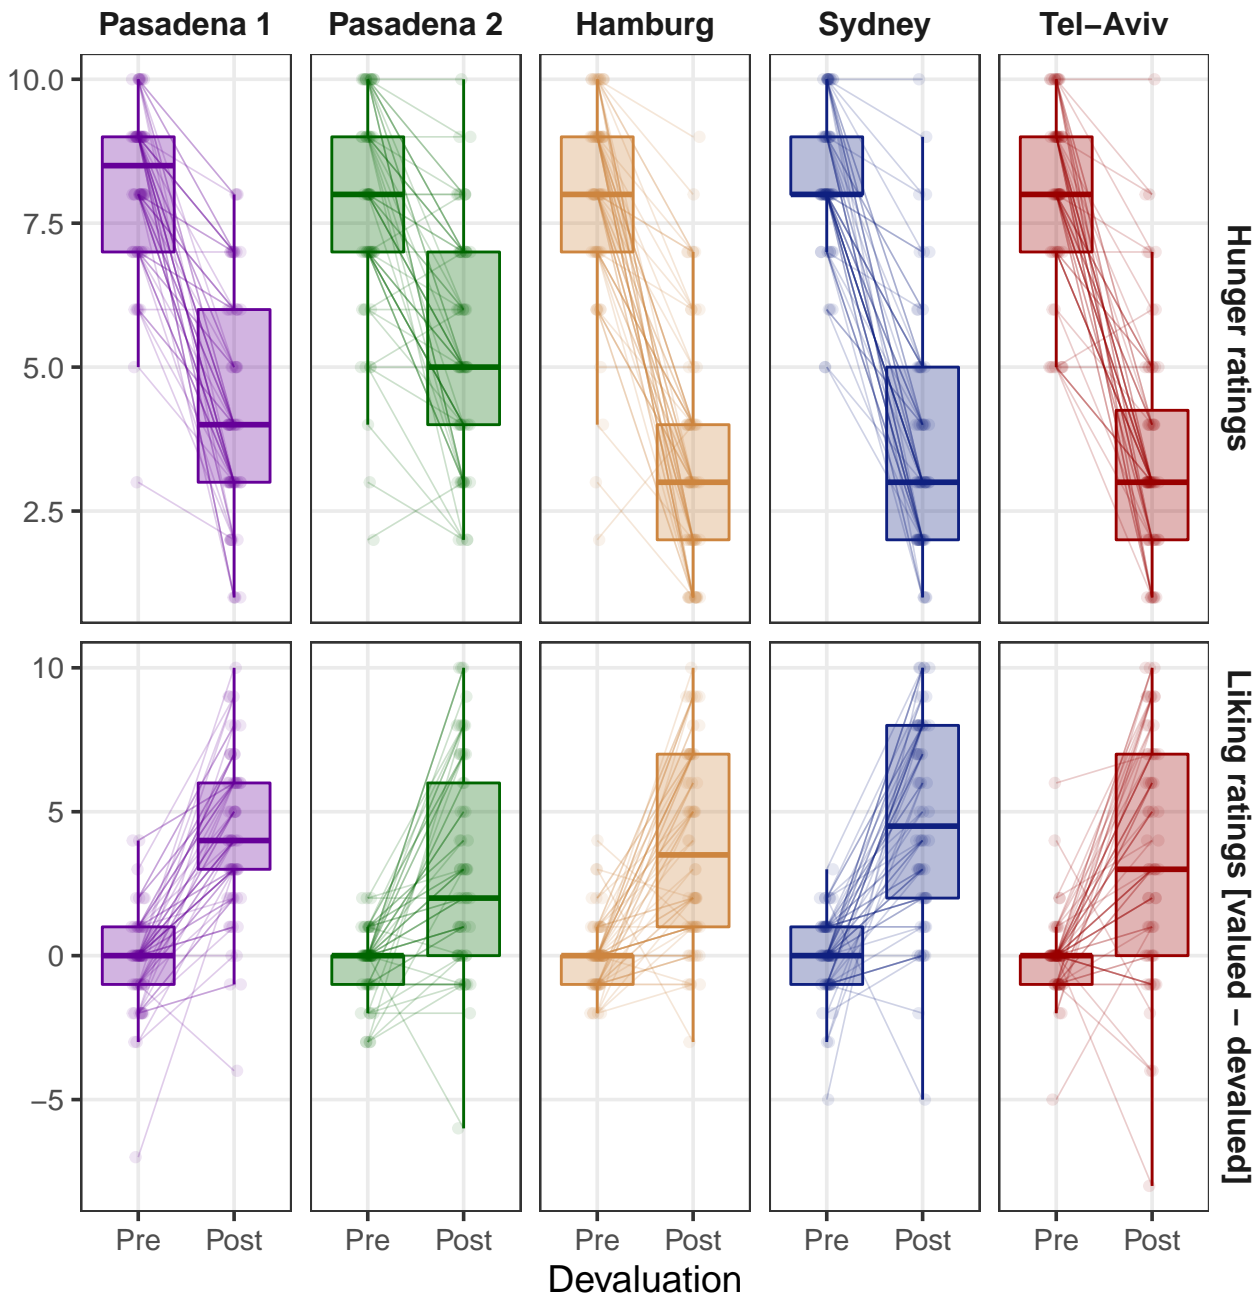 Pasadena 1 Pasadena 2 Hamburg Sydney Tel–Aviv
10.0
7.5
5.0
2.5
Hunger ratings
10
5
0
−5
Liking ratings [valued − devalued]
Pre Post Pre Post Pre Post Pre Post Pre Post
Devaluation